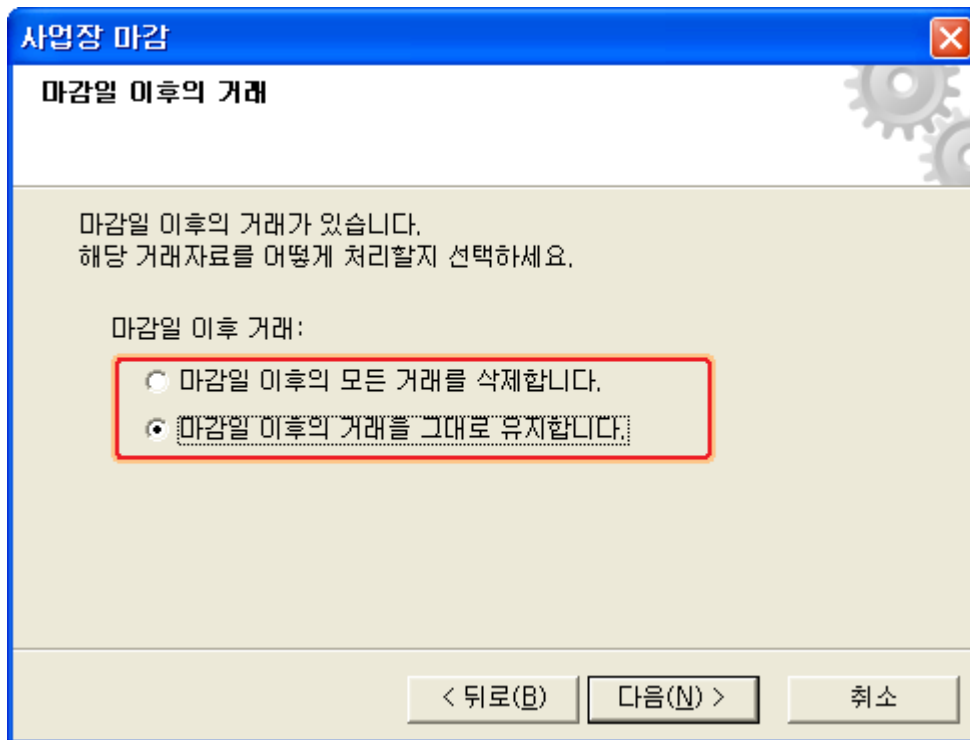 사업장 마감
마감일 이후의 거래
마감일 이후의 거래가 있습니다.
해당 거래자료를 어떻게 처리할지 선택하세요.
마감일 이후 거래:
마감일 이후의 모든 거래를 삭제합니다.
마감일 이후의 거래을 그대로 유지합니다.
< 뒤로(B) 다음(N) > 취소